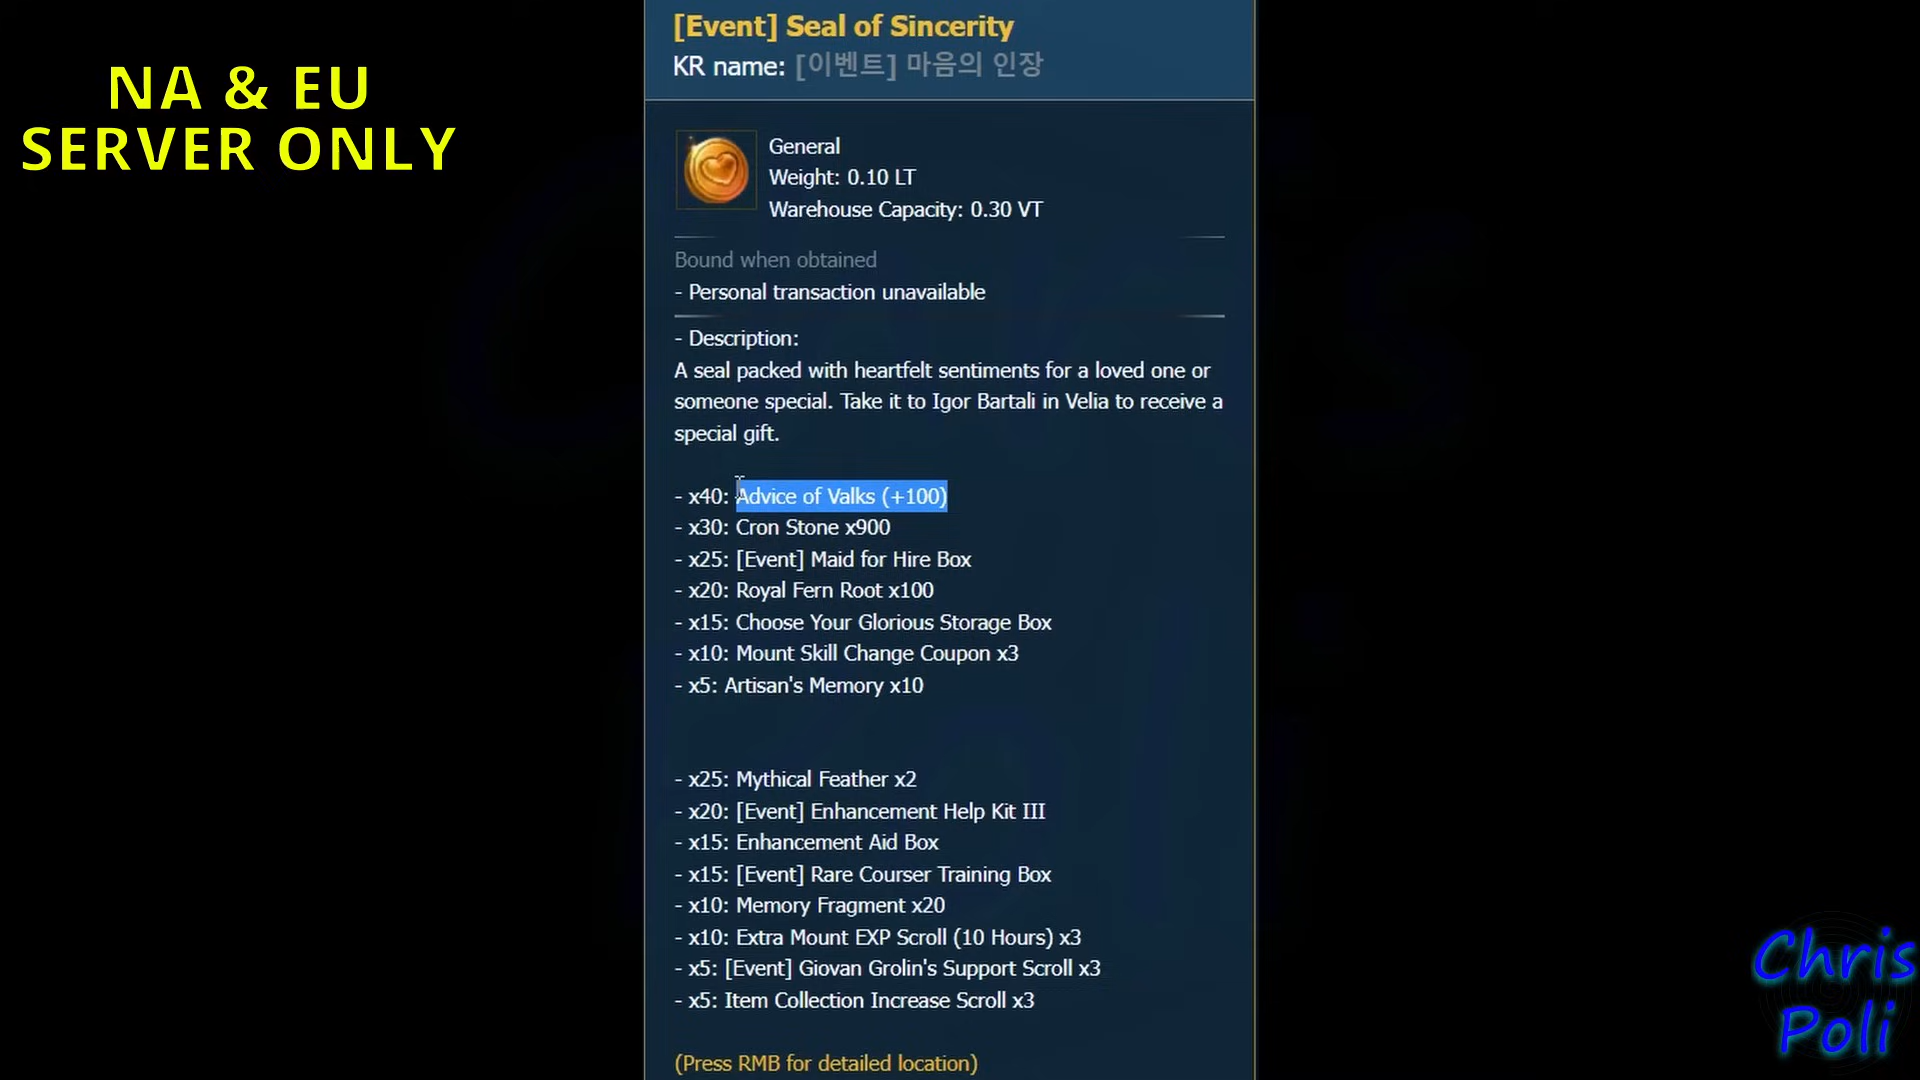 [Event] Seal of Sincerity
KR name: [이벤트] 마음의 인장
NA & EU
SERVER ONLY
General
Weight: 0.10 LT
Warehouse Capacity: 0.30 VT
Bound when obtained
- Personal transaction unavailable
- Description:
A seal packed with heartfelt sentiments for a loved one or
someone special. Take it to Igor Bartali in Velia to receive a
special gift.
- x40: Advice of Valks (+100)
- x30: Cron Stone x900
- x25: [Event] Maid for Hire Box
- x20: Royal Fern Root x100
- x15: Choose Your Glorious Storage Box
- x10: Mount Skill Change Coupon x3
- x5: Artisan's Memory x10
- x25: Mythical Feather x2
- x20: [Event] Enhancement Help Kit III
- x15: Enhancement Aid Box
- x15: [Event] Rare Courser Training Box
- x10: Memory Fragment x20
- x10: Extra Mount EXP Scroll (10 Hours) x3
- x5: [Event] Giovan Grolin's Support Scroll x3
- x5: Item Collection Increase Scroll x3
(Press RMB for detailed location)
Chris
Poli